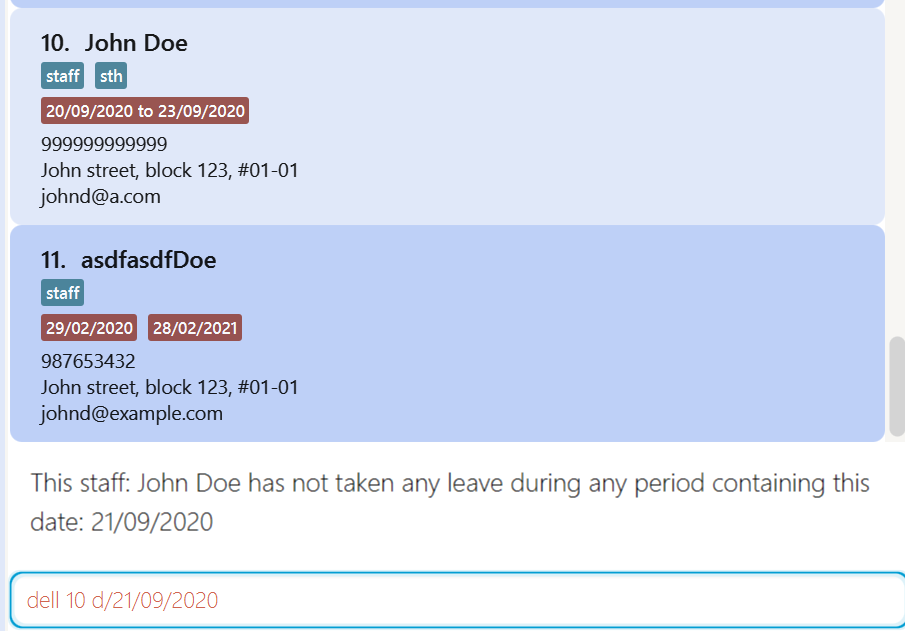 10. John Doe
staff sth
20/09/2020 to 23/09/2020
999999999999
John street, block 123, #01-01
johnd@a.com
11. asdfasdfDoe
staff
29/02/2020 28/02/2021
987653432
John street, block 123, #01-01
johnd@example.com
This staff: John Doe has not taken any leave during any period containing this
date: 21/09/2020
dell 10 d/21/09/2020